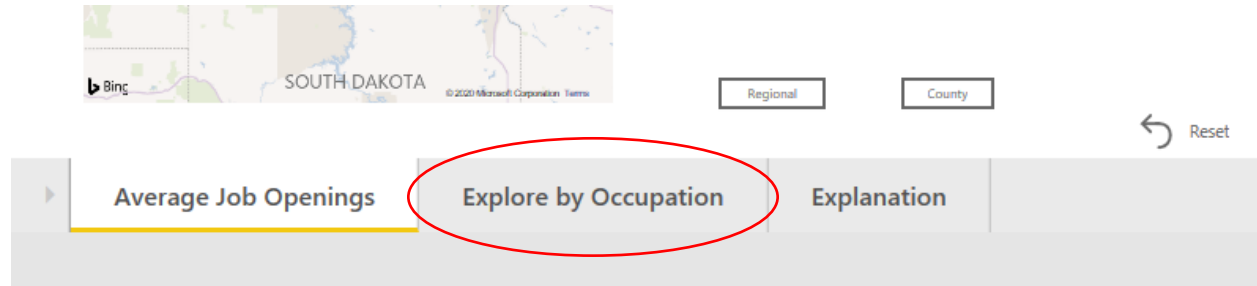 Bing
SOUTH DAKOTA
© 2020 Microsoft Corporation Terms
Regional
County
Reset
Average Job Openings
Explore by Occupation
Explanation